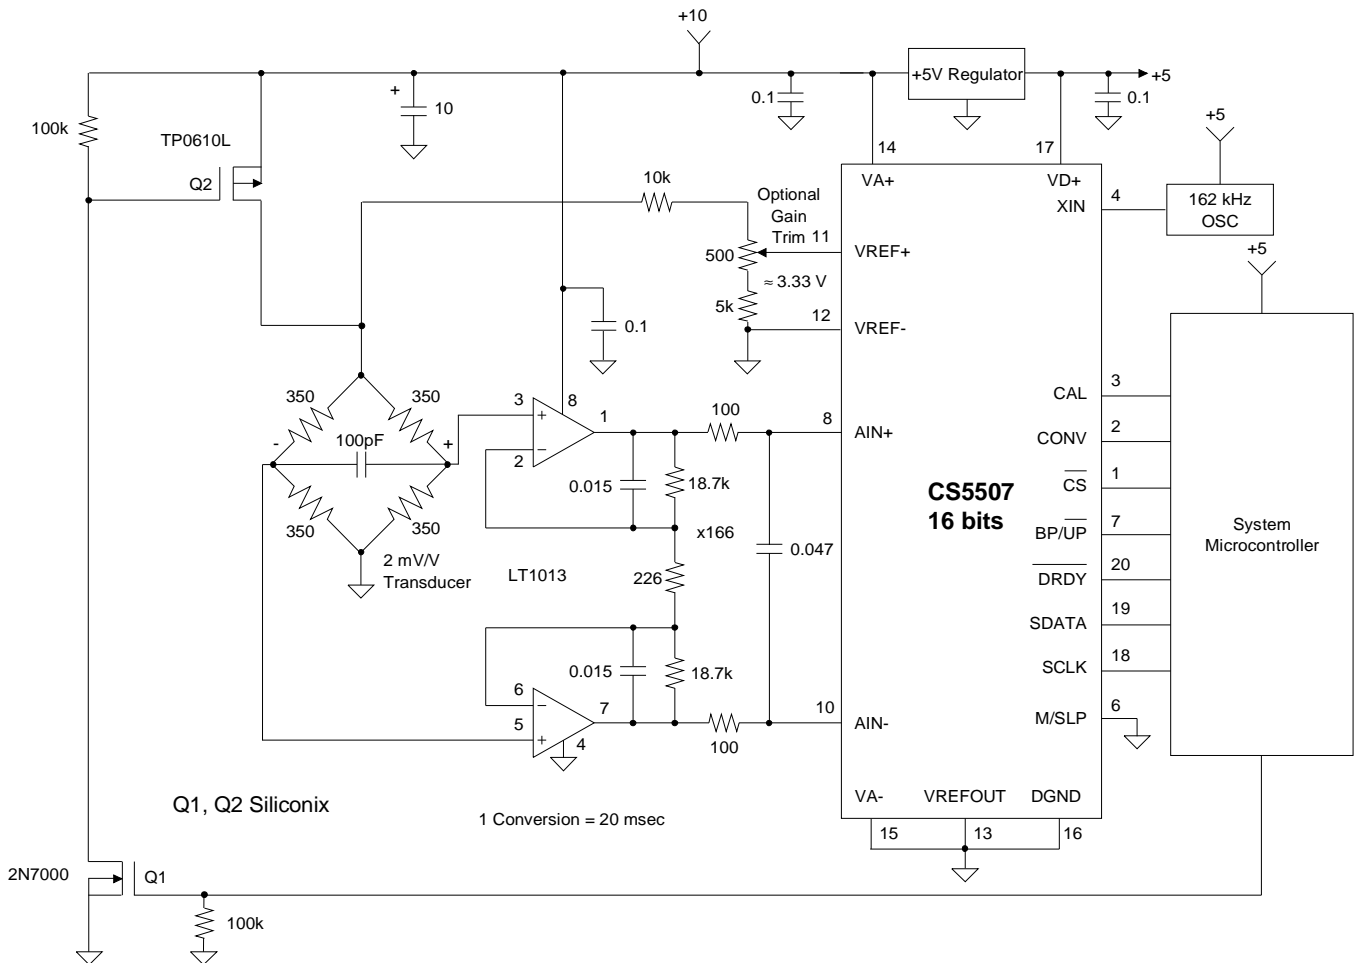 +10
+5V Regulator
+5
0.1
0.1
+
10
100k
TP0610L
Q2
14
17
+5
VA+
VD+
XIN
4
162 kHz
OSC
10k
Optional
Gain
Trim
11
VREF+
500
≈ 3.33 V
5k
12
VREF-
+5
0.1
350
350
100pF
-
+
350
350
2 mV/V
Transducer
3
+
8
1
−
2
100
8
AIN+
0.015
18.7k
x166
LT1013
226
0.047
0.015
18.7k
6
−
5
+
7
4
100
10
AIN-
CS5507
16 bits
CAL
3
CONV
2
CS
1
BP/UP
7
DRDY
20
SDATA
19
SCLK
18
M/SLP
6
System
Microcontroller
VA-
VREFOUT
DGND
15
13
16
Q1, Q2 Siliconix
1 Conversion = 20 msec
2N7000
Q1
100k